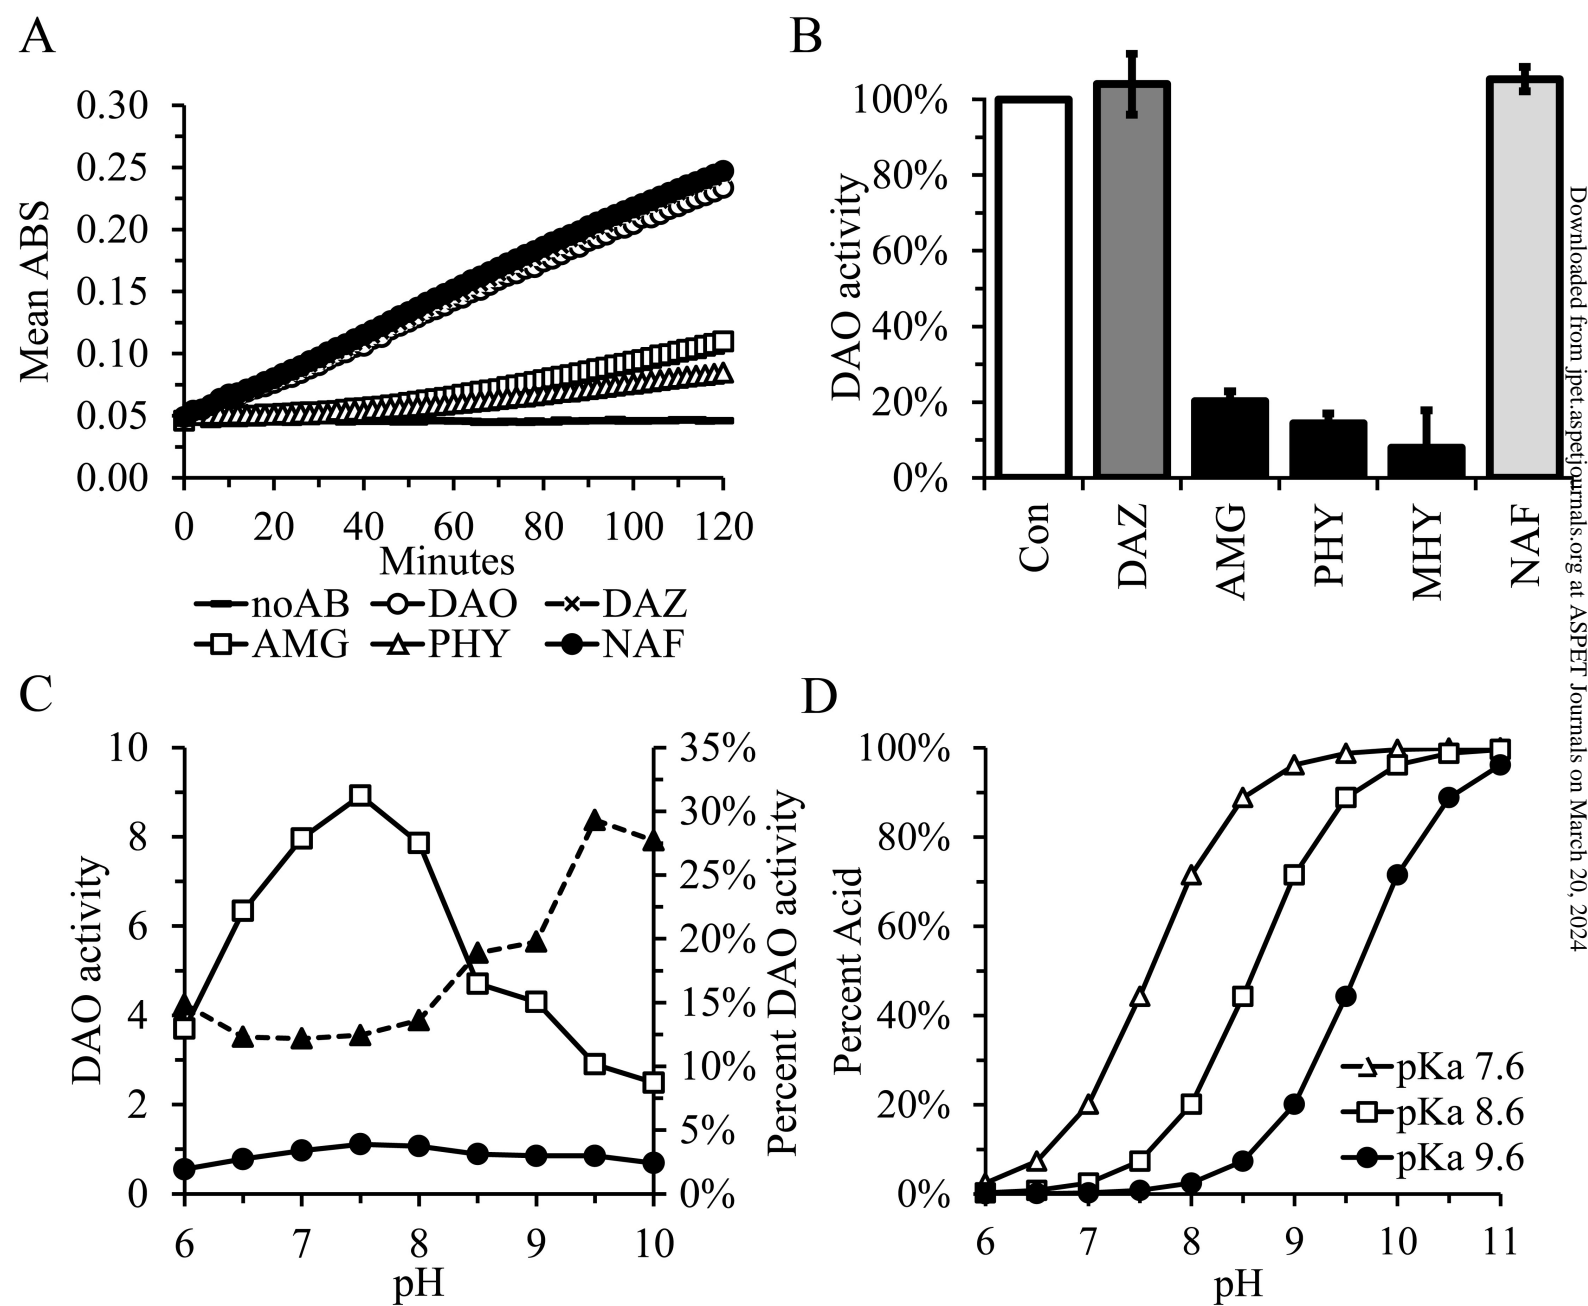 A
0.30
0.25
0.20
0.15
0.10
0.05
0.00
Mean ABS
0 20 40 60 80 100 120
Minutes
noAB DAO DAZ
AMG PHY NAF
B
100%
80%
60%
40%
20%
0%
DAO activity
Con DAZ AMG PHY MHY NAF
C
10
8
6
4
2
0
DAO activity
35%
30%
25%
20%
15%
10%
5%
0%
Percent DAO activity
6 7 8 9 10
pH
D
100%
80%
60%
40%
20%
0%
Percent Acid
pKa 7.6
pKa 8.6
pKa 9.6
6 7 8 9 10 11
pH
Downloaded from jpet.aspetjournals.org at ASPET Journals on March 20, 2024